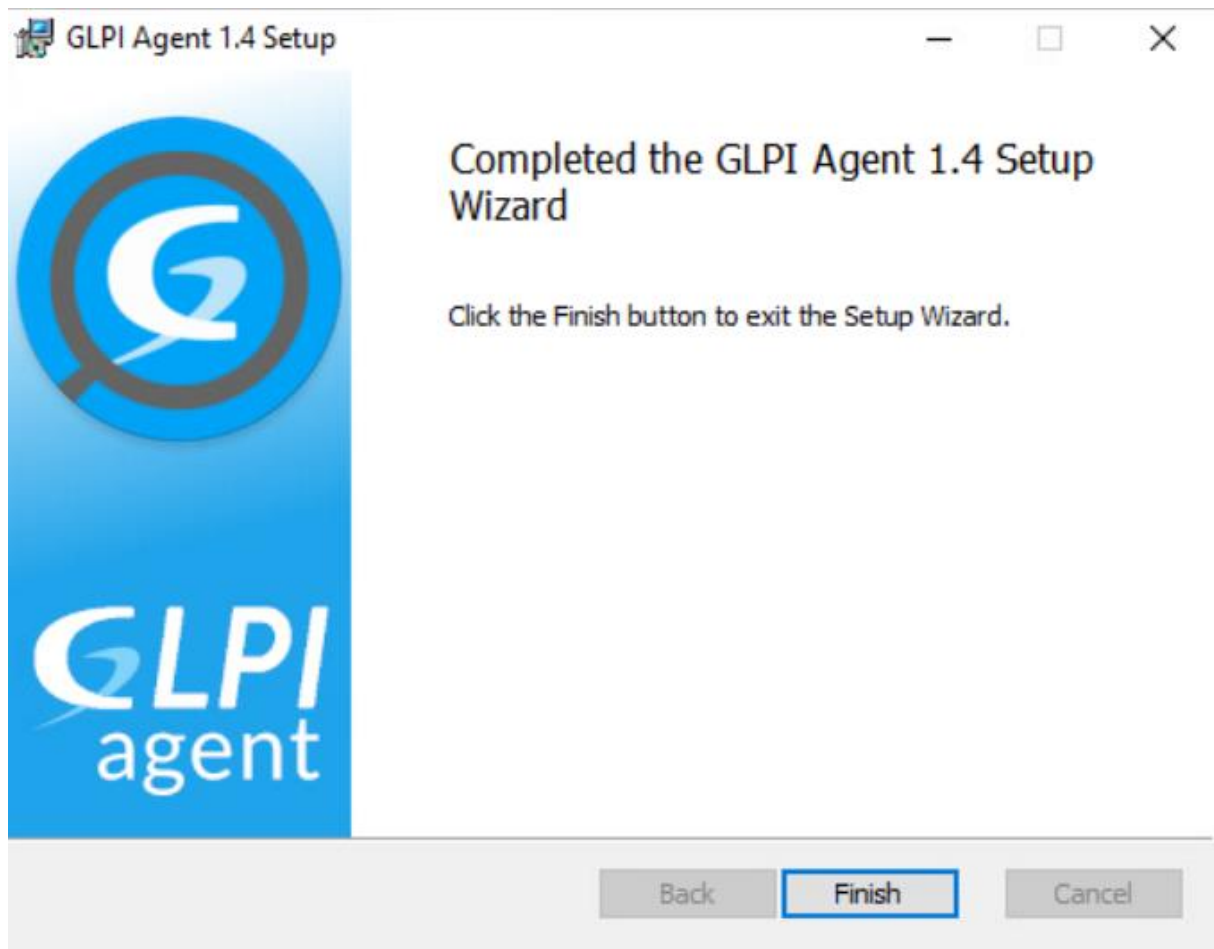 GLPI Agent 1.4 Setup
Completed the GLPI Agent 1.4 Setup
Wizard
Click the Finish button to exit the Setup Wizard.
GLPI
agent
Back
Finish
Cancel